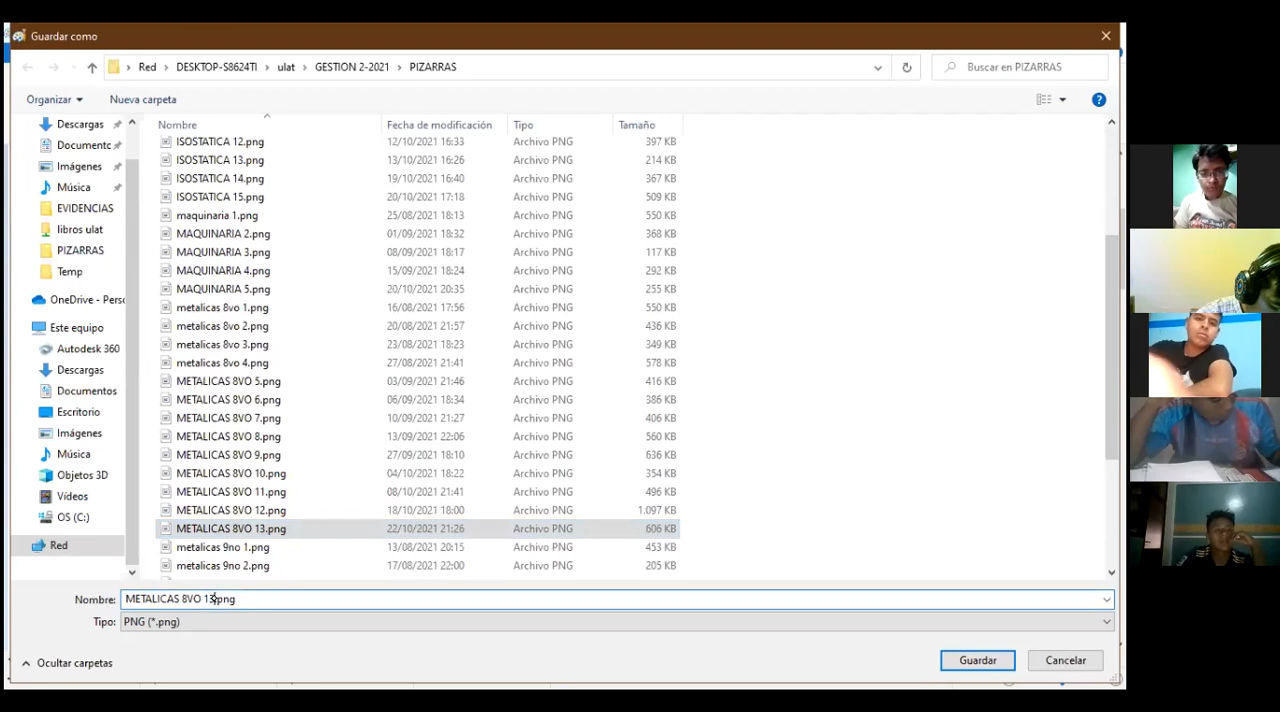 Guardar como
Red > DESKTOP-S8624TI > ulat > GESTION 2-2021 > PIZARRAS
Buscar en PIZARRAS
Organizar
Nueva carpeta
Nombre Fecha de modificación Tipo Tamaño
Descargas
Documentc
Imágenes
Música
EVIDENCIAS
libros ulat
PIZARRAS
Temp
OneDrive - Persc
Este equipo
Autodesk 360
Descargas
Documentos
Escritorio
Imágenes
Música
Objetos 3D
Vídeos
OS (C:)
Red
ISOSTATICA 12.png 12/10/2021 16:33 Archivo PNG 397 KB
ISOSTATICA 13.png 13/10/2021 16:26 Archivo PNG 214 KB
ISOSTATICA 14.png 19/10/2021 16:40 Archivo PNG 367 KB
ISOSTATICA 15.png 20/10/2021 17:18 Archivo PNG 509 KB
maquinaria 1.png 25/08/2021 18:13 Archivo PNG 550 KB
MAQUINARIA 2.png 01/09/2021 18:32 Archivo PNG 368 KB
MAQUINARIA 3.png 08/09/2021 18:17 Archivo PNG 117 KB
MAQUINARIA 4.png 15/09/2021 18:24 Archivo PNG 292 KB
MAQUINARIA 5.png 20/10/2021 20:35 Archivo PNG 255 KB
metalicas 8vo 1.png 16/08/2021 17:56 Archivo PNG 550 KB
metalicas 8vo 2.png 20/08/2021 21:57 Archivo PNG 436 KB
metalicas 8vo 3.png 23/08/2021 18:23 Archivo PNG 349 KB
metalicas 8vo 4.png 27/08/2021 21:41 Archivo PNG 578 KB
METALICAS 8VO 5.png 03/09/2021 21:46 Archivo PNG 416 KB
METALICAS 8VO 6.png 06/09/2021 18:34 Archivo PNG 386 KB
METALICAS 8VO 7.png 10/09/2021 21:27 Archivo PNG 406 KB
METALICAS 8VO 8.png 13/09/2021 22:06 Archivo PNG 560 KB
METALICAS 8VO 9.png 27/09/2021 18:10 Archivo PNG 636 KB
METALICAS 8VO 10.png 04/10/2021 18:22 Archivo PNG 354 KB
METALICAS 8VO 11.png 08/10/2021 21:41 Archivo PNG 496 KB
METALICAS 8VO 12.png 18/10/2021 18:00 Archivo PNG 1.097 KB
METALICAS 8VO 13.png 22/10/2021 21:26 Archivo PNG 606 KB
metalicas 9no 1.png 13/08/2021 20:15 Archivo PNG 453 KB
metalicas 9no 2.png 17/08/2021 22:00 Archivo PNG 205 KB
Nombre: METALICAS 8VO 13.png
Tipo: PNG (*.png)
Ocultar carpetas
Guardar
Cancelar